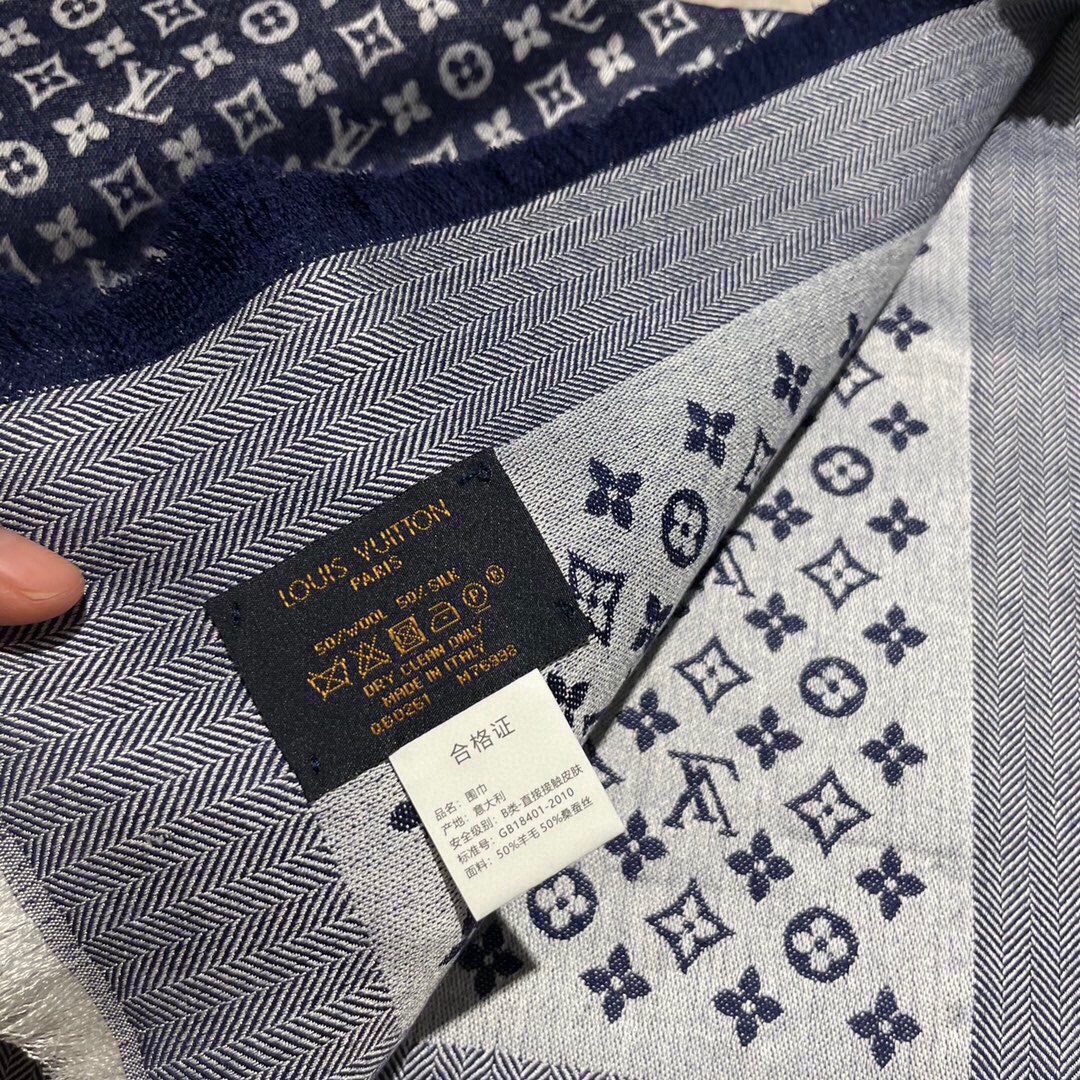 LOUIS VUITTON
PARIS
50%WOOL 50%SILK
P ®
DRY CLEAN ONLY
MADE IN ITALY
M76998
合格证
品名: 围巾
产地: 意大利
安全级别: B类-直接接触皮肤
标准号: GB18401-2010
面料: 50%羊毛 50%桑蚕丝